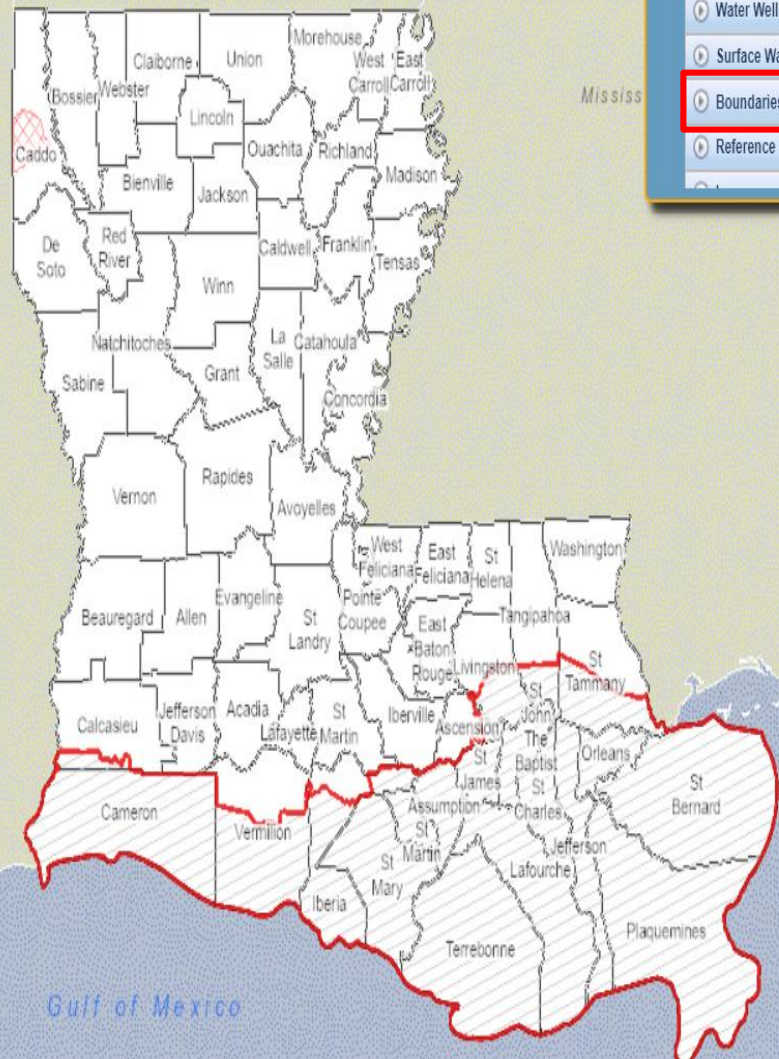 Water Well
Surface Wa
Boundaries
Reference
Mississ
Claiborne
Union
Morehouse
West
Carroll
East
Carroll
Bossier
Webster
Lincoln
Caddo
Ouachita
Richland
Madison
Bienville
Jackson
De
Soto
Red
River
Caldwell
Franklin
Tensas
Winn
Natchitoches
La
Salle
Catahoula
Sabine
Grant
Concordia
Vernon
Rapides
Avoyelles
West
Feliciana
East
Feliciana
St
Helena
Washington
Beauregard
Allen
Evangeline
St
Landry
Pointe
Coupee
East
Baton
Rouge
Tangipahoa
Livingston
St
Tammany
Calcasieu
Jefferson
Davis
Acadia
Lafayette
St
Martin
Iberville
Ascension
St
John
The
Baptist
St
James
Orleans
St
Bernard
Cameron
Vermilion
Assumption
St
Charles
St
Martin
Jefferson
Iberia
St
Mary
Lafourche
Terrebonne
Plaquemines
Gulf of Mexico